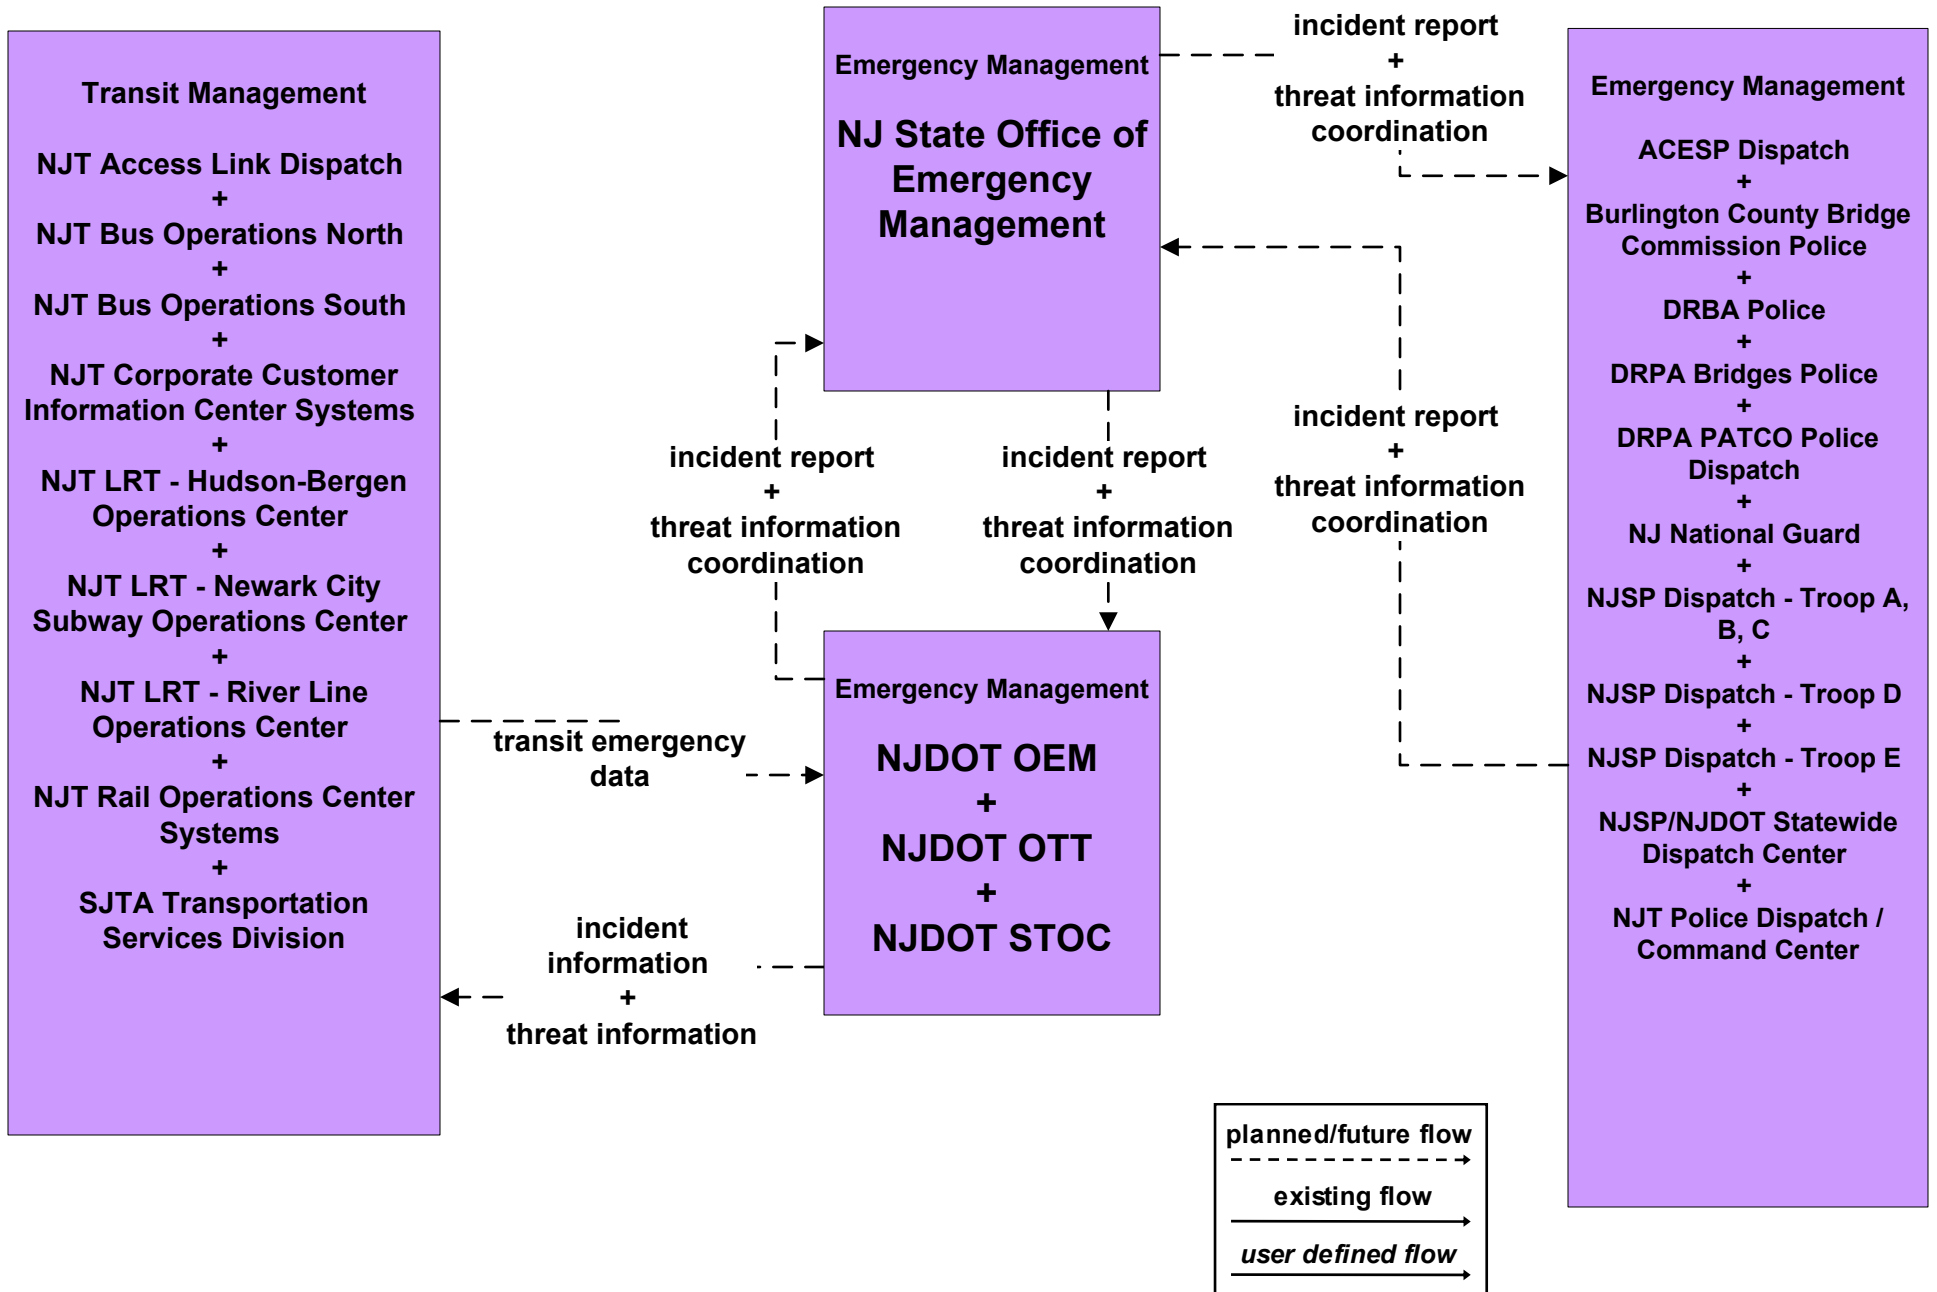 Transit Management
NJT Access Link Dispatch
+
NJT Bus Operations North
+
NJT Bus Operations South
+
NJT Corporate Customer
Information Center Systems
+
NJT LRT - Hudson-Bergen
Operations Center
+
NJT LRT - Newark City
Subway Operations Center
+
NJT LRT - River Line
Operations Center
+
NJT Rail Operations Center
Systems
+
SJTA Transportation
Services Division
Emergency Management
NJ State Office of
Emergency
Management
incident report
+
threat information
coordination
incident report
+
threat information
coordination
incident report
+
threat information
coordination
incident report
+
threat information
coordination
transit emergency
data
Emergency Management
NJDOT OEM
+
NJDOT OTT
+
NJDOT STOC
incident
information
+
threat information
Emergency Management
ACESP Dispatch
+
Burlington County Bridge
Commission Police
+
DRBA Police
+
DRPA Bridges Police
+
DRPA PATCO Police
Dispatch
+
NJ National Guard
+
NJSP Dispatch - Troop A,
B, C
+
NJSP Dispatch - Troop D
+
NJSP Dispatch - Troop E
+
NJSP/NJDOT Statewide
Dispatch Center
+
NJT Police Dispatch /
Command Center
planned/future flow
existing flow
user defined flow